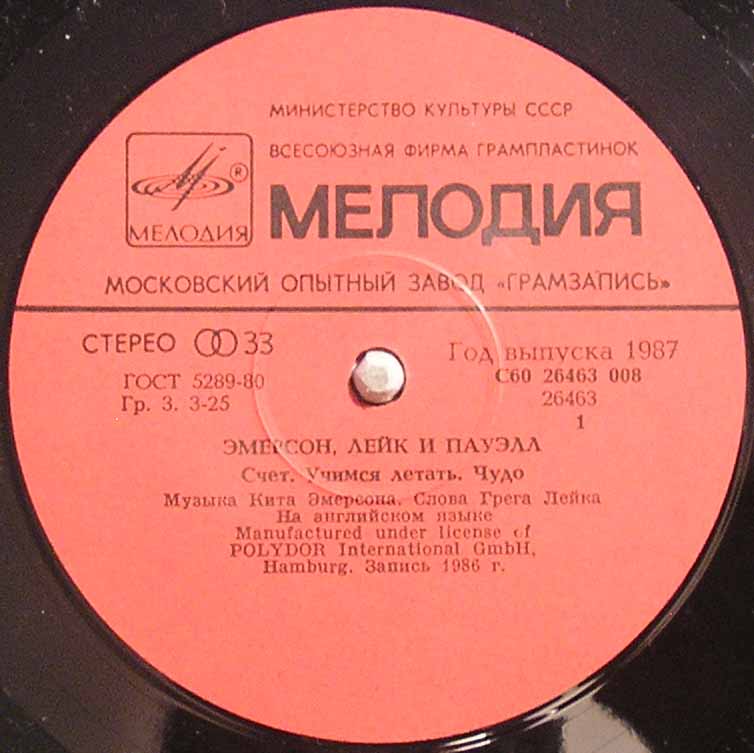 МИНИСТЕРСТВО КУЛЬТУРЫ СССР
ВСЕСОЮЗНАЯ ФИРМА ГРАМПЛАСТИНОК
®
МЕЛОДИЯ
МЕЛОДИЯ
МОСКОВСКИЙ ОПЫТНЫЙ ЗАВОД «ГРАМЗАПИСЬ»
СТЕРЕО 33
Год выпуска 1987
ГОСТ 5289-80
С60 26463 008
Гр. 3. 3-25
26463
1
ЭМЕРСОН, ЛЕЙК И ПАУЭЛЛ
Счет. Учимся летать. Чудо
Музыка Кита Эмерсона. Слова Грега Лейка
На английском языке
Manufactured under license of
POLYDOR International GmbH,
Hamburg. Запись 1986 г.